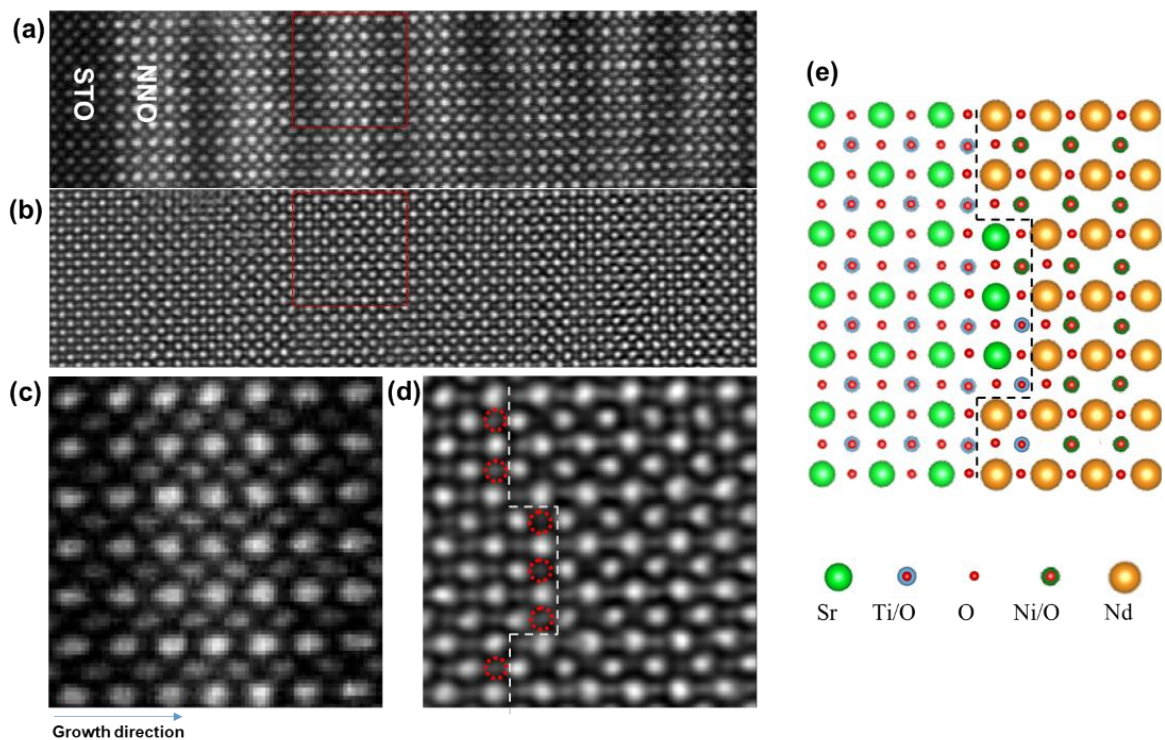 (a)
STO
NNO
(b)
(c)
(d)
Growth direction
(e)
Sr
Ti/O
O
Ni/O
Nd